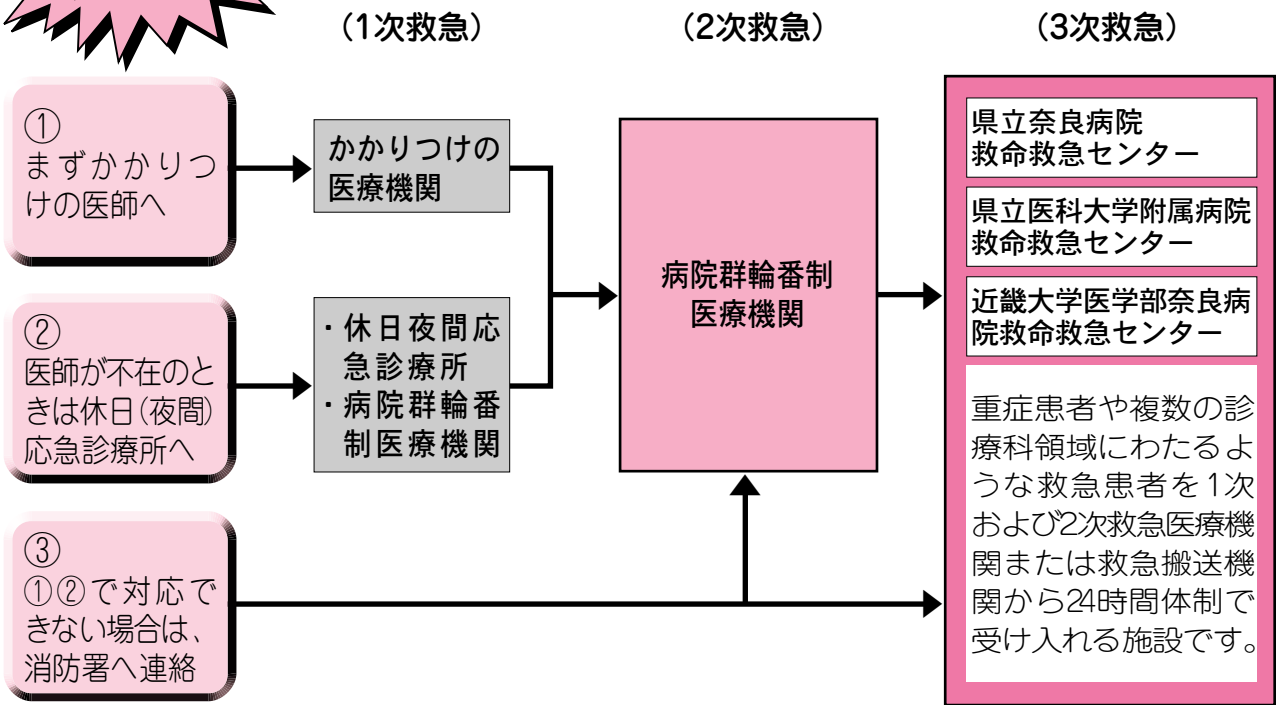 (1次救急)
(2次救急)
(3次救急)
①
まずかかりつ
けの医師へ
かかりつけの
医療機関
②
医師が不在のと
きは休日(夜間)
応急診療所へ
・休日夜間応
急診療所
・病院群輪番
制医療機関
③
①②で対応で
きない場合は、
消防署へ連絡
病院群輪番制
医療機関
県立奈良病院
救命救急センター
県立医科大学附属病院
救命救急センター
近畿大学医学部奈良病
院救命救急センター
重症患者や複数の診
療科領域にわたるよ
うな救急患者を1次
および2次救急医療機
関または救急搬送機
関から24時間体制で
受け入れる施設です。